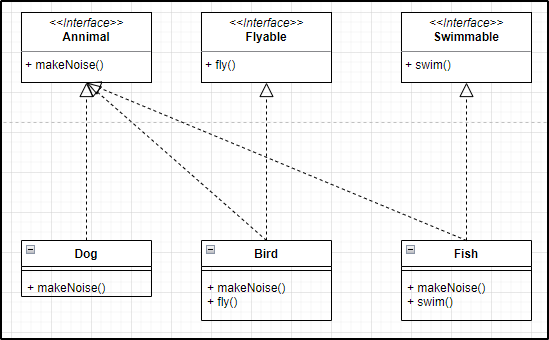 <<Interface>>
Annimal
+ makeNoise()
<<Interface>>
Flyable
+ fly()
<<Interface>>
Swimmable
+ swim()
Dog
+ makeNoise()
Bird
+ makeNoise()
+ fly()
Fish
+ makeNoise()
+ swim()